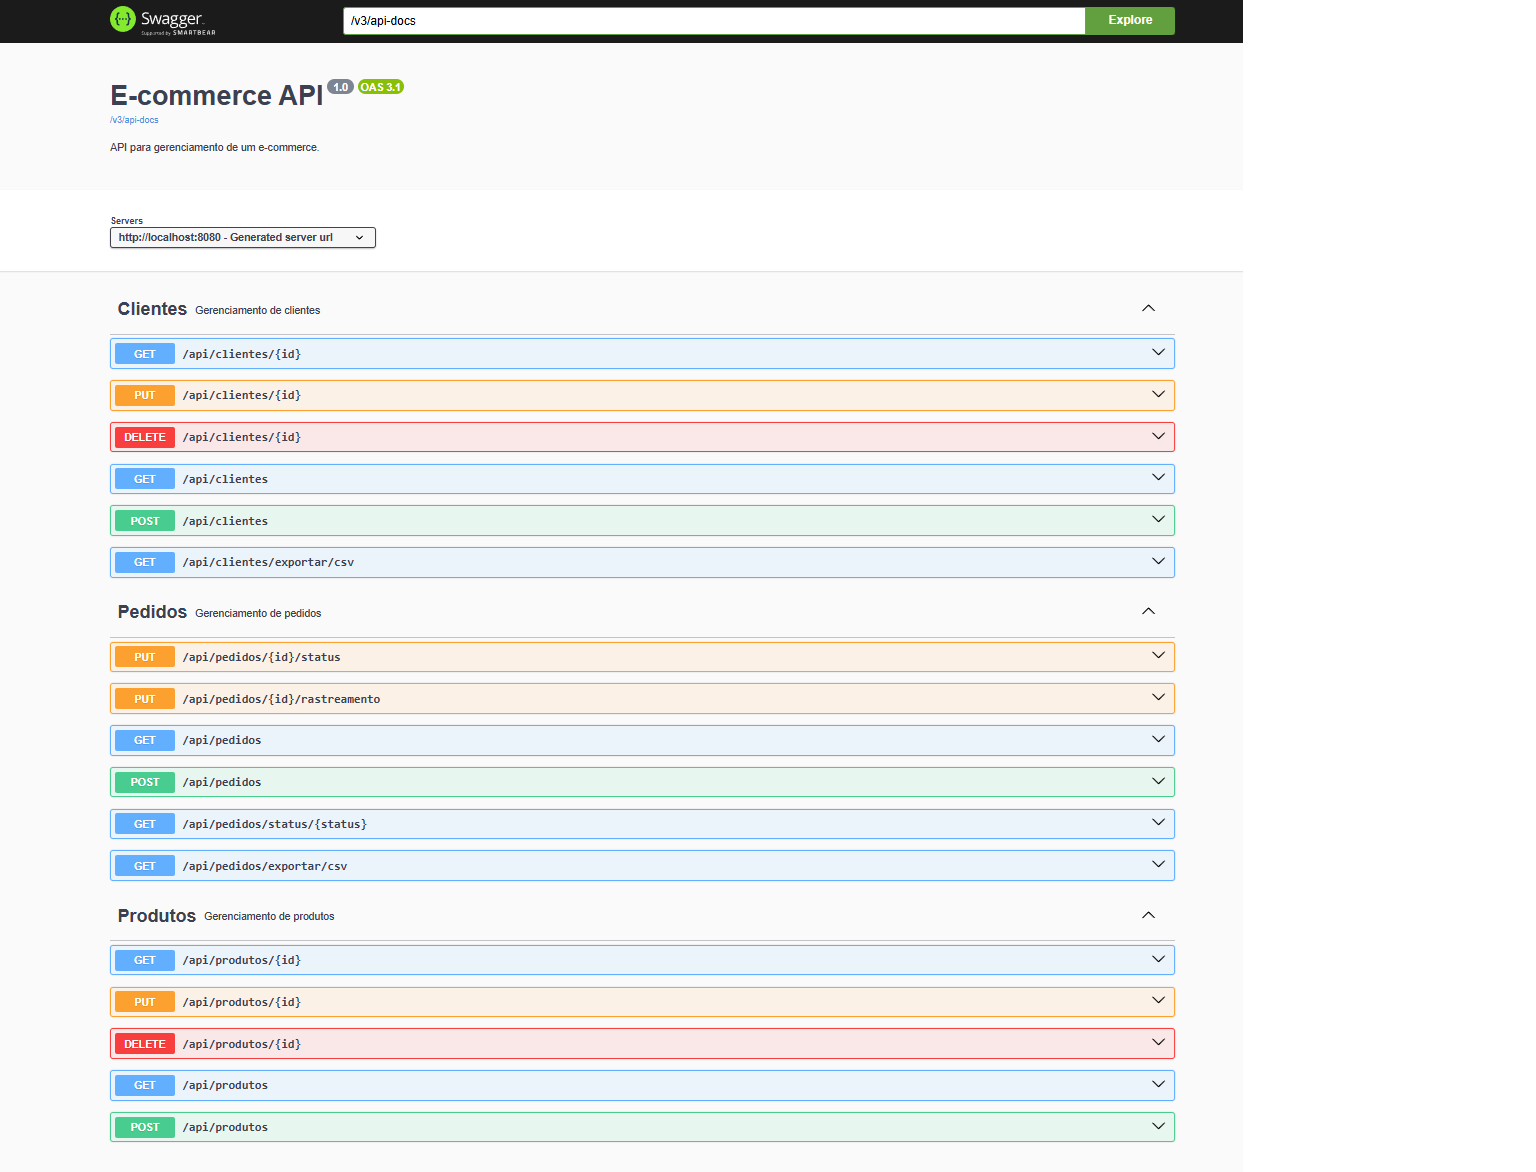 Swagger
Supported by SMARTBEAR
/v3/api-docs
Explore
E-commerce API 1.0 OAS 3.1
/v3/api-docs
API para gerenciamento de um e-commerce.
Servers
http://localhost:8080 - Generated server url
Clientes Gerenciamento de clientes
GET /api/clientes/{id}
PUT /api/clientes/{id}
DELETE /api/clientes/{id}
GET /api/clientes
POST /api/clientes
GET /api/clientes/exportar/csv
Pedidos Gerenciamento de pedidos
PUT /api/pedidos/{id}/status
PUT /api/pedidos/{id}/rastreamento
GET /api/pedidos
POST /api/pedidos
GET /api/pedidos/status/{status}
GET /api/pedidos/exportar/csv
Produtos Gerenciamento de produtos
GET /api/produtos/{id}
PUT /api/produtos/{id}
DELETE /api/produtos/{id}
GET /api/produtos
POST /api/produtos